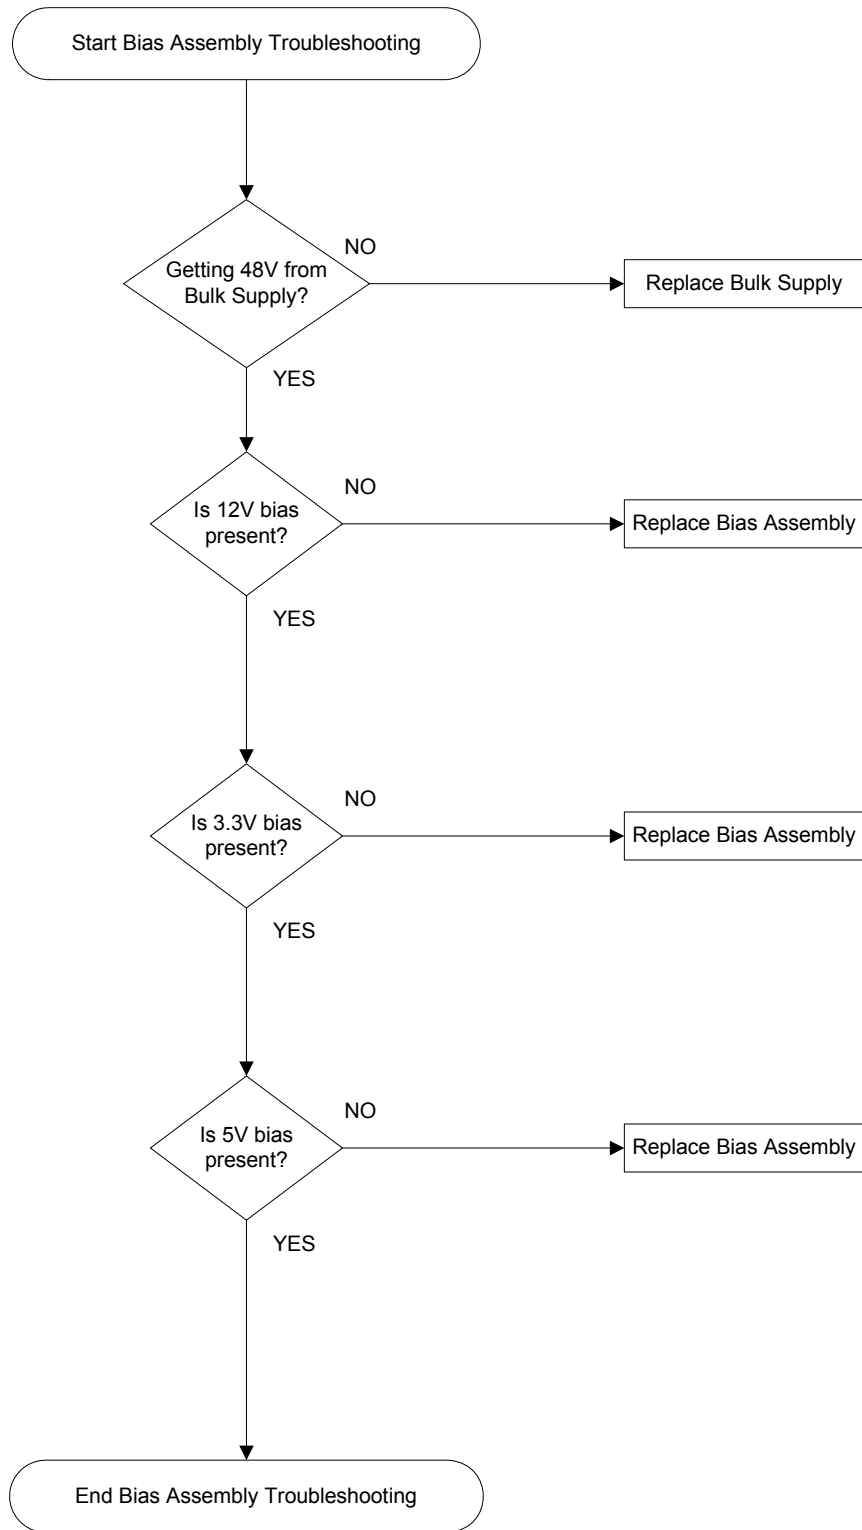 Start Bias Assembly Troubleshooting
NO
Getting 48V from
Bulk Supply?
Replace Bulk Supply
YES
NO
Is 12V bias
present?
Replace Bias Assembly
YES
NO
Is 3.3V bias
present?
Replace Bias Assembly
YES
NO
Is 5V bias
present?
Replace Bias Assembly
YES
End Bias Assembly Troubleshooting